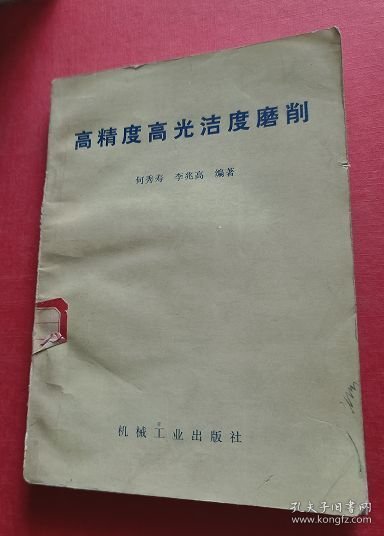 高精度高光洁度磨削
何秀寿 李兆高 编著
机械工业出版社
孔夫子旧书网
www.kongfz.com